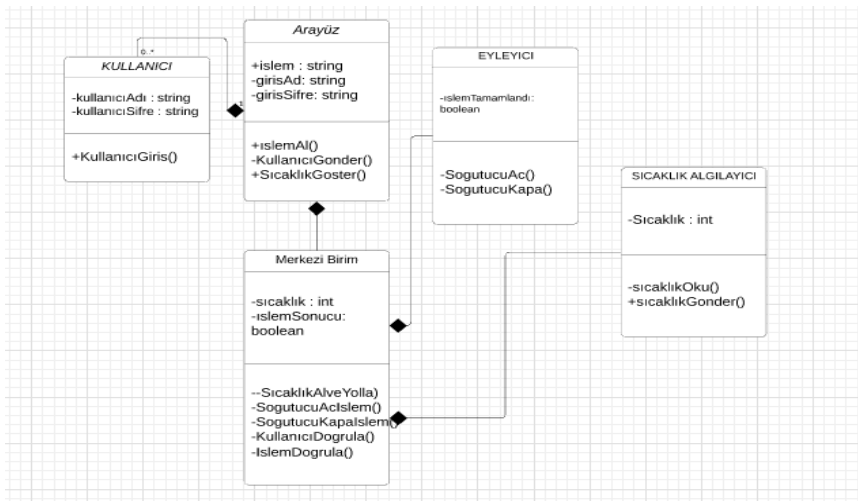 Arayüz
+islem : string
-girisAd: string
-girisSifre: string
+ıslemAl()
-KullanıcıGonder()
+SıcaklıkGoster()
0..*
1
KULLANICI
-kullanıcıAdı : string
-kullanıcıSifre : string
+KullanıcıGiris()
EYLEYICI
-ıslemTamamlandı :
boolean
-SogutucuAc()
-SogutucuKapa()
SICAKLIK ALGILAYICI
-Sıcaklık : int
-sıcaklıkOku()
+sıcaklıkGonder()
Merkezi Birim
-sıcaklık : int
-ıslemSonucu:
boolean
--SıcaklıkAlveYolla)
-SogutucuAcIslem()
-SogutucuKapaIslem()
-KullanıcıDogrula()
-IslemDogrula()